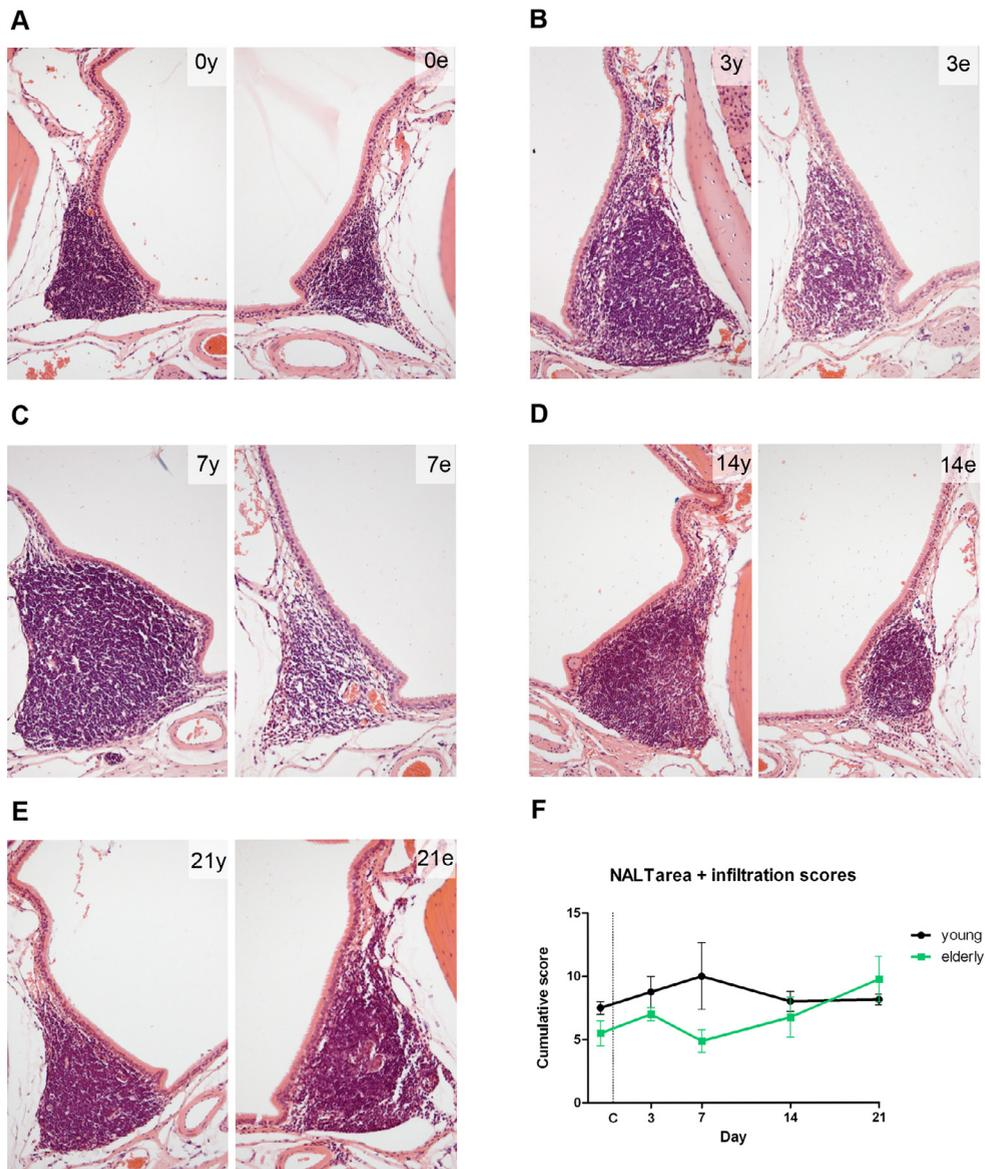 A
B
0y
0e
3y
3e
C
D
7y
7e
14y
14e
E
F
21y
21e
NALTarea + infiltration scores
15
10
5
0
Cumulative score
young
elderly
C 3 7 14 21
Day